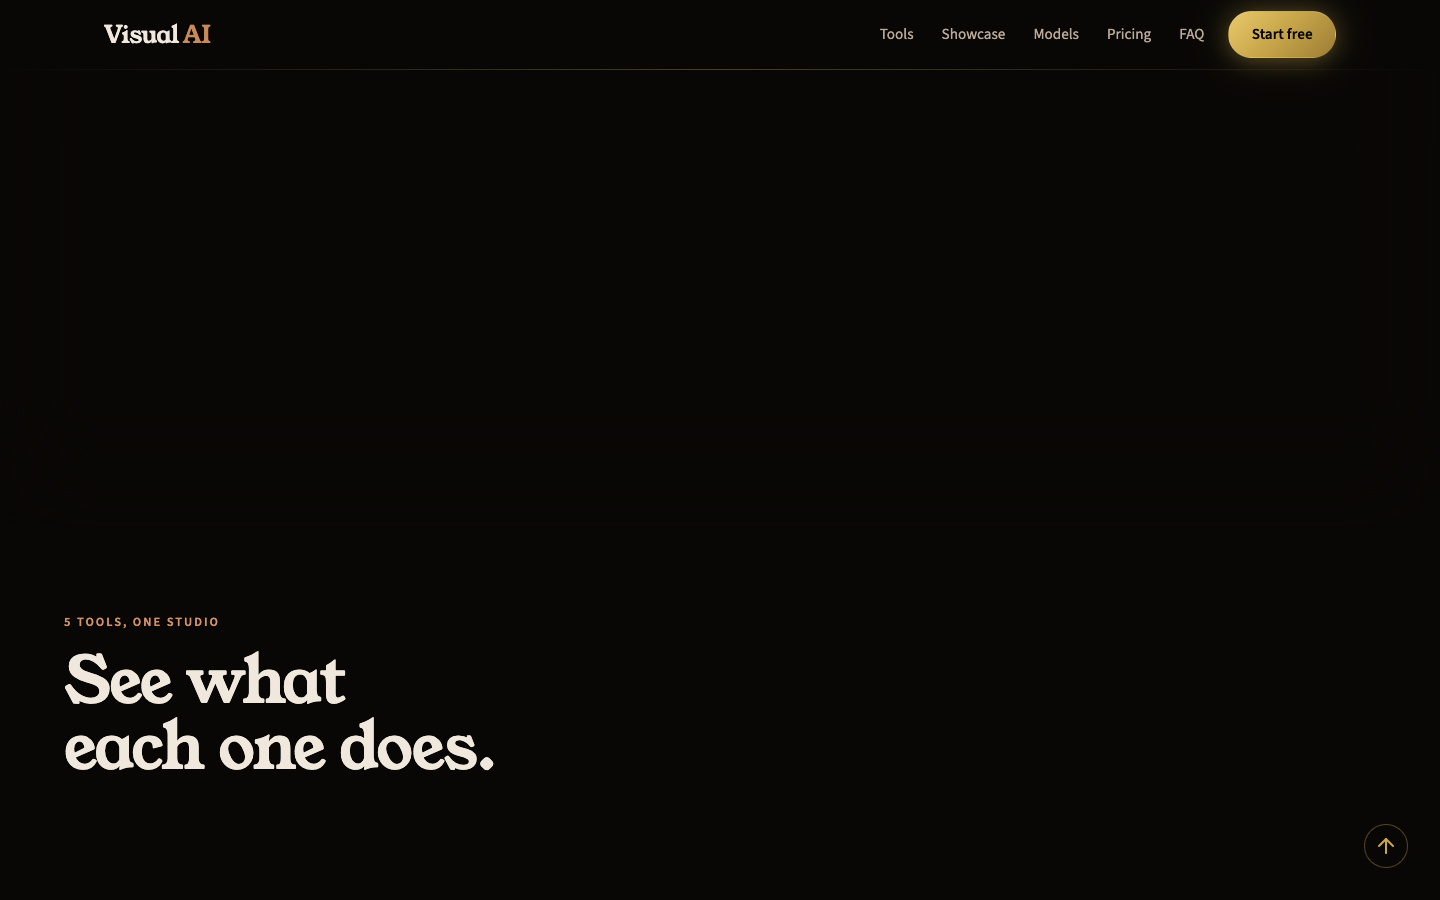 Visual AI
Tools Showcase Models Pricing FAQ Start free
5 TOOLS, ONE STUDIO
See what
each one does.